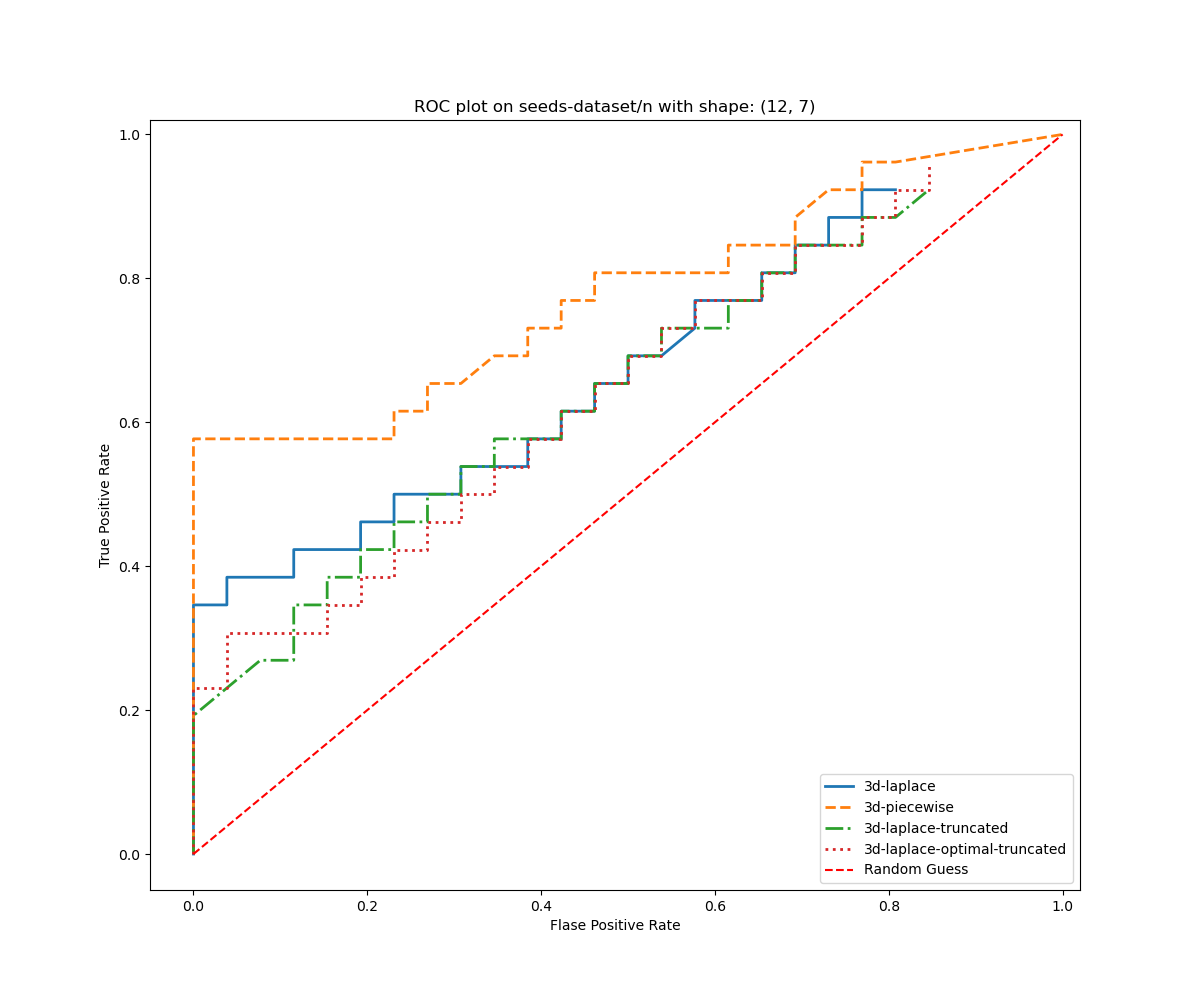 ROC plot on seeds-dataset/n with shape: (12, 7)
True Positive Rate
1.0
0.8
0.6
0.4
0.2
0.0
0.0 0.2 0.4 0.6 0.8 1.0
Flase Positive Rate
3d-laplace
3d-piecewise
3d-laplace-truncated
3d-laplace-optimal-truncated
Random Guess